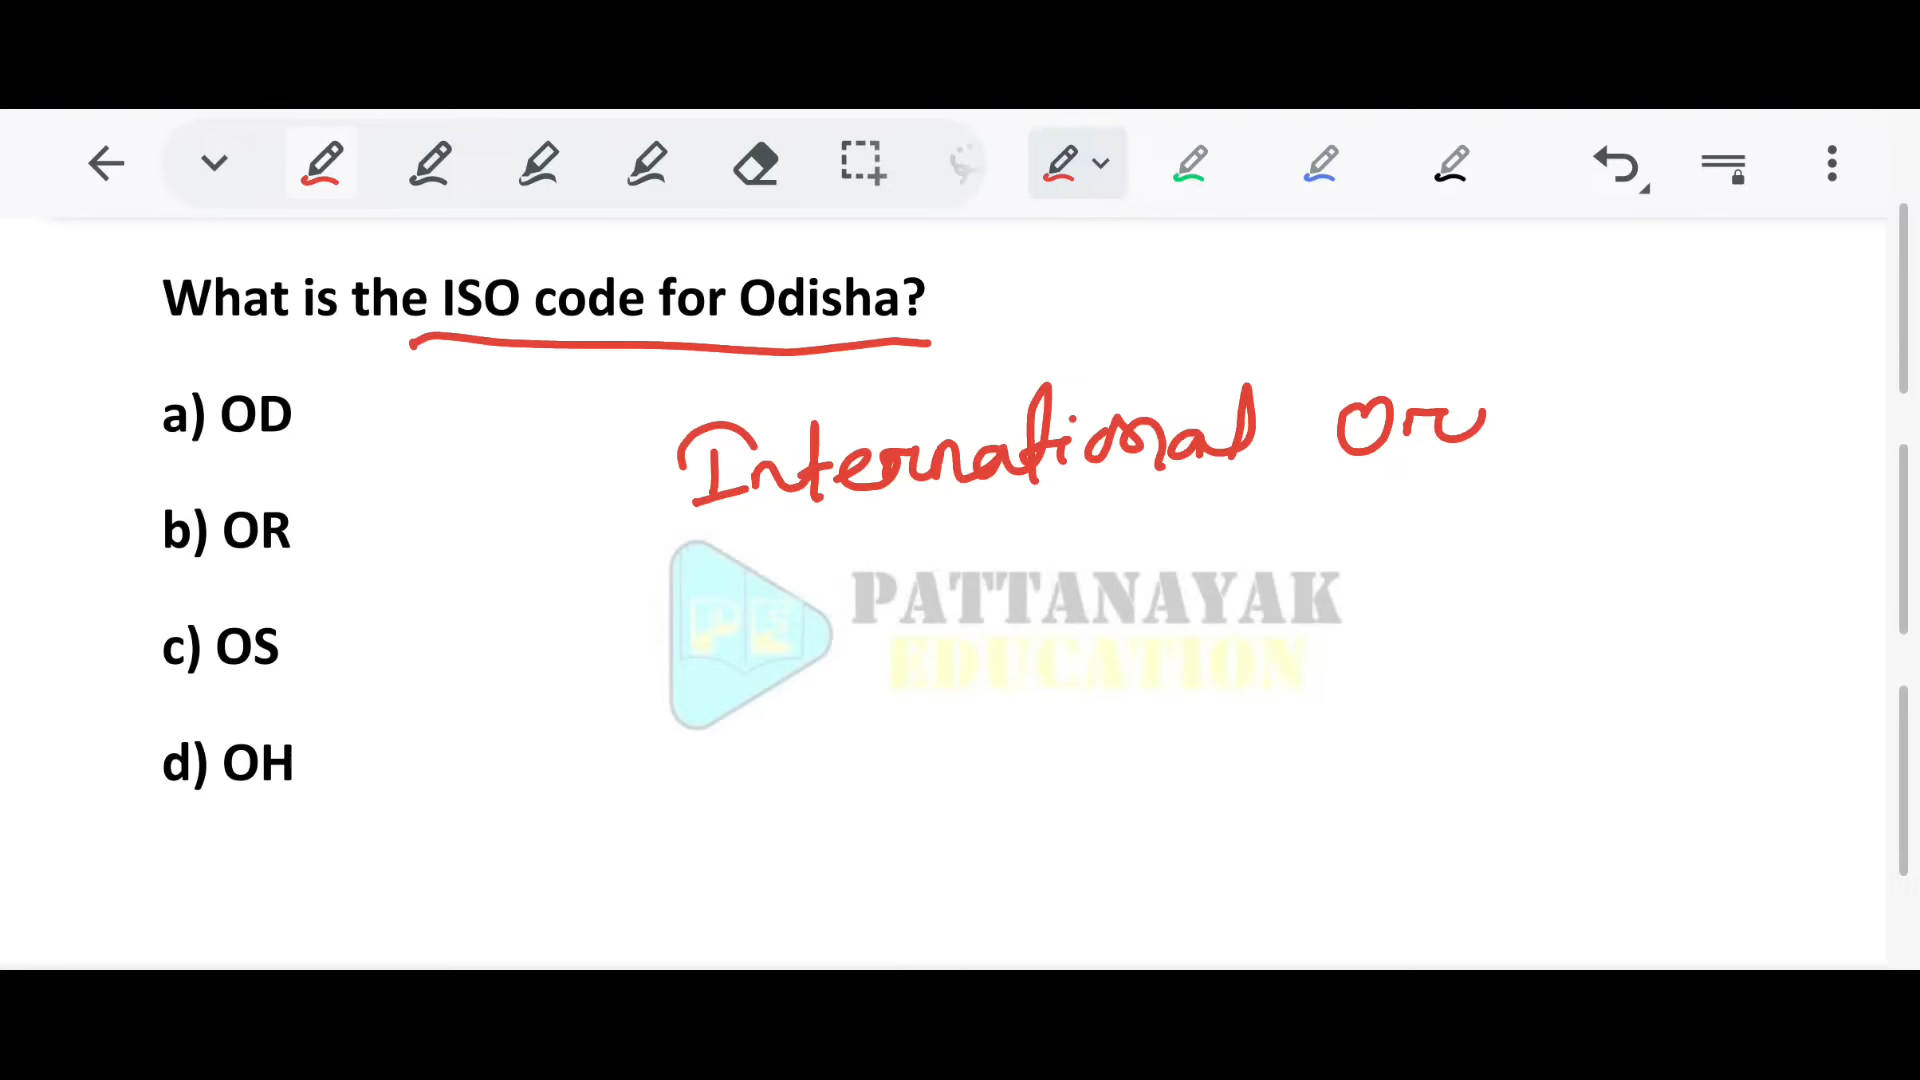 What is the ISO code for Odisha?
a) OD
International Or
b) OR
PATTANAYAK
EDUCATION
c) OS
d) OH